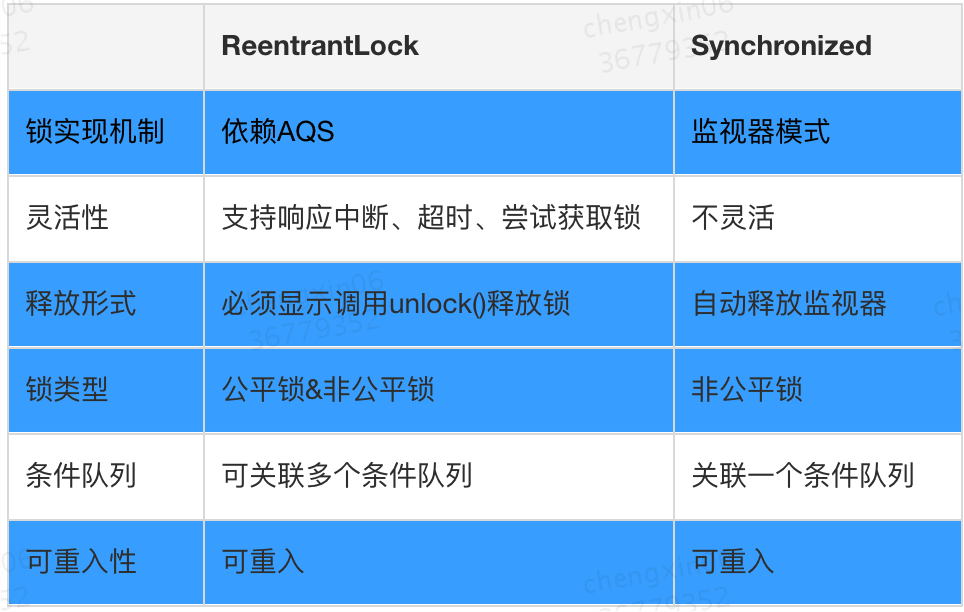 ReentrantLock Synchronized
锁实现机制 依赖AQS 监视器模式
灵活性 支持响应中断、超时、尝试获取锁 不灵活
释放形式 必须显示调用unlock()释放锁 自动释放监视器
锁类型 公平锁&非公平锁 非公平锁
条件队列 可关联多个条件队列 关联一个条件队列
可重入性 可重入 可重入
chengxin06
36779352